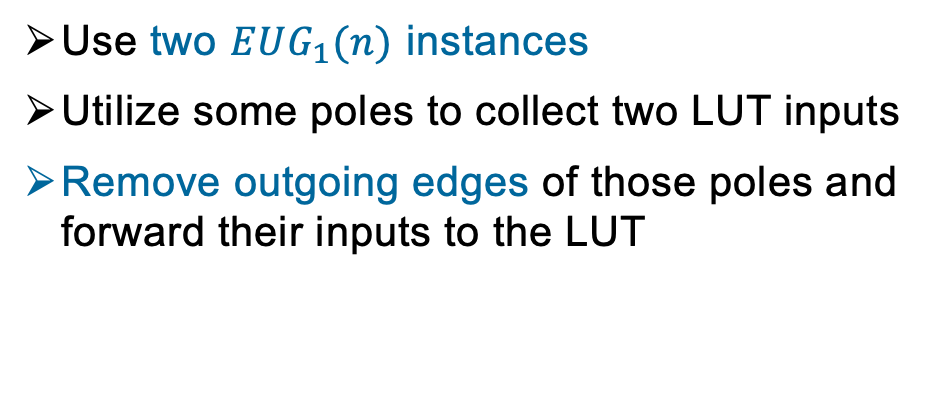 ➢Use two 𝐸𝑈𝐺₁(𝑛) instances
➢Utilize some poles to collect two LUT inputs
➢Remove outgoing edges of those poles and
forward their inputs to the LUT